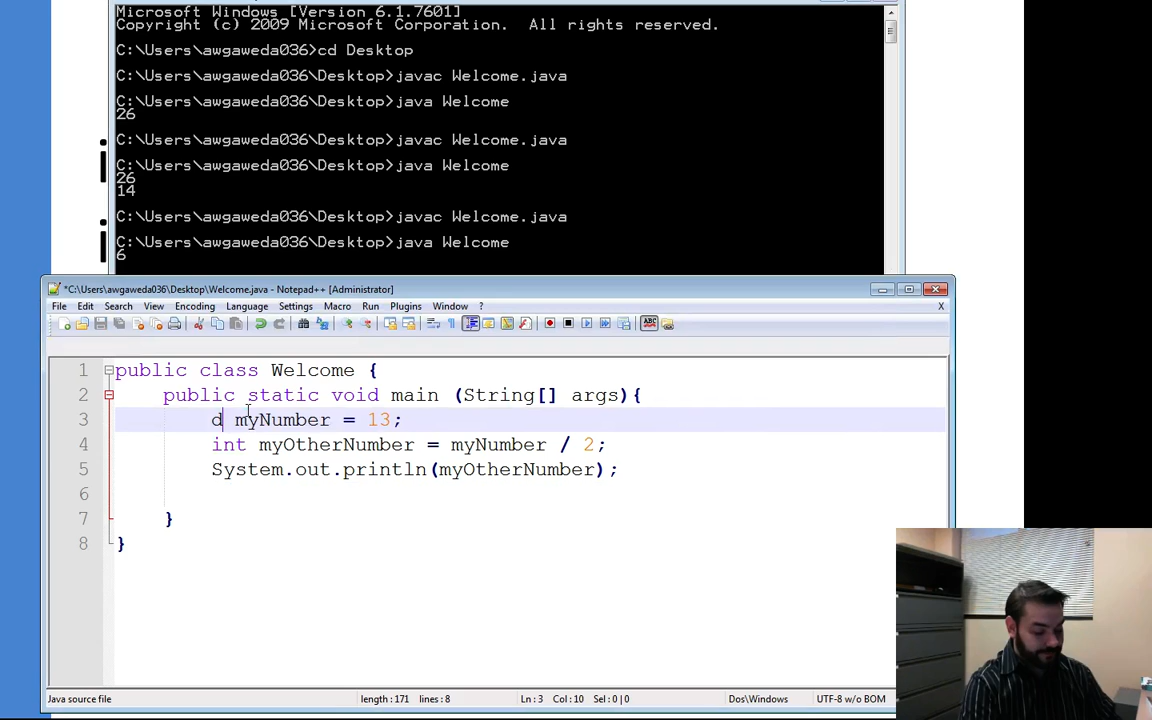 Microsoft Windows [Version 6.1.7601]
Copyright (c) 2009 Microsoft Corporation.  All rights reserved.
C:\Users\awgaweda036>cd Desktop
C:\Users\awgaweda036\Desktop>javac Welcome.java
C:\Users\awgaweda036\Desktop>java Welcome
26
C:\Users\awgaweda036\Desktop>javac Welcome.java
C:\Users\awgaweda036\Desktop>java Welcome
26
14
C:\Users\awgaweda036\Desktop>javac Welcome.java
C:\Users\awgaweda036\Desktop>java Welcome
6
*C:\Users\awgaweda036\Desktop\Welcome.java - Notepad++ [Administrator]
File Edit Search View Encoding Language Settings Macro Run Plugins Window ? X
1 public class Welcome {
2 public static void main (String[] args){
3 d myNumber = 13;
4 int myOtherNumber = myNumber / 2;
5 System.out.println(myOtherNumber);
6
7 }
8 }
Java source file length : 171 lines : 8 Ln : 3 Col : 10 Sel : 0 | 0 Dos\Windows UTF-8 w/o BOM